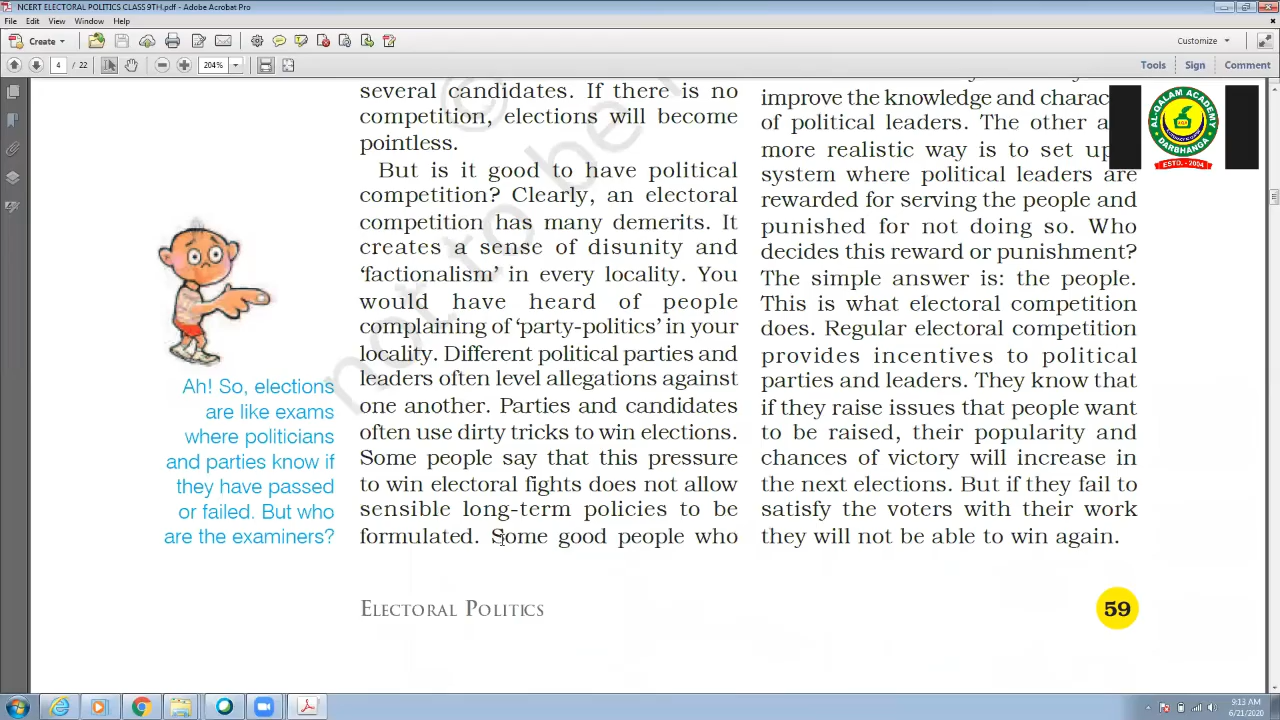 NCERT ELECTORAL POLITICS CLASS 9TH.pdf - Adobe Acrobat Pro
File Edit View Window Help
Create
Customize
4 / 22
204%
Tools Sign Comment
several candidates. If there is no
competition, elections will become
pointless.
But is it good to have political
competition? Clearly, an electoral
competition has many demerits. It
creates a sense of disunity and
‘factionalism’ in every locality. You
would have heard of people
complaining of ‘party-politics’ in your
locality. Different political parties and
leaders often level allegations against
one another. Parties and candidates
often use dirty tricks to win elections.
Some people say that this pressure
to win electoral fights does not allow
sensible long-term policies to be
formulated. Some good people who
improve the knowledge and charac
of political leaders. The other a
more realistic way is to set up
system where political leaders are
rewarded for serving the people and
punished for not doing so. Who
decides this reward or punishment?
The simple answer is: the people.
This is what electoral competition
does. Regular electoral competition
provides incentives to political
parties and leaders. They know that
if they raise issues that people want
to be raised, their popularity and
chances of victory will increase in
the next elections. But if they fail to
satisfy the voters with their work
they will not be able to win again.
Ah! So, elections
are like exams
where politicians
and parties know if
they have passed
or failed. But who
are the examiners?
ELECTORAL POLITICS
59
not to be
©
AL-QALAM ACADEMY
DARBHANGA
ESTD. - 2004
9:13 AM
6/21/2020